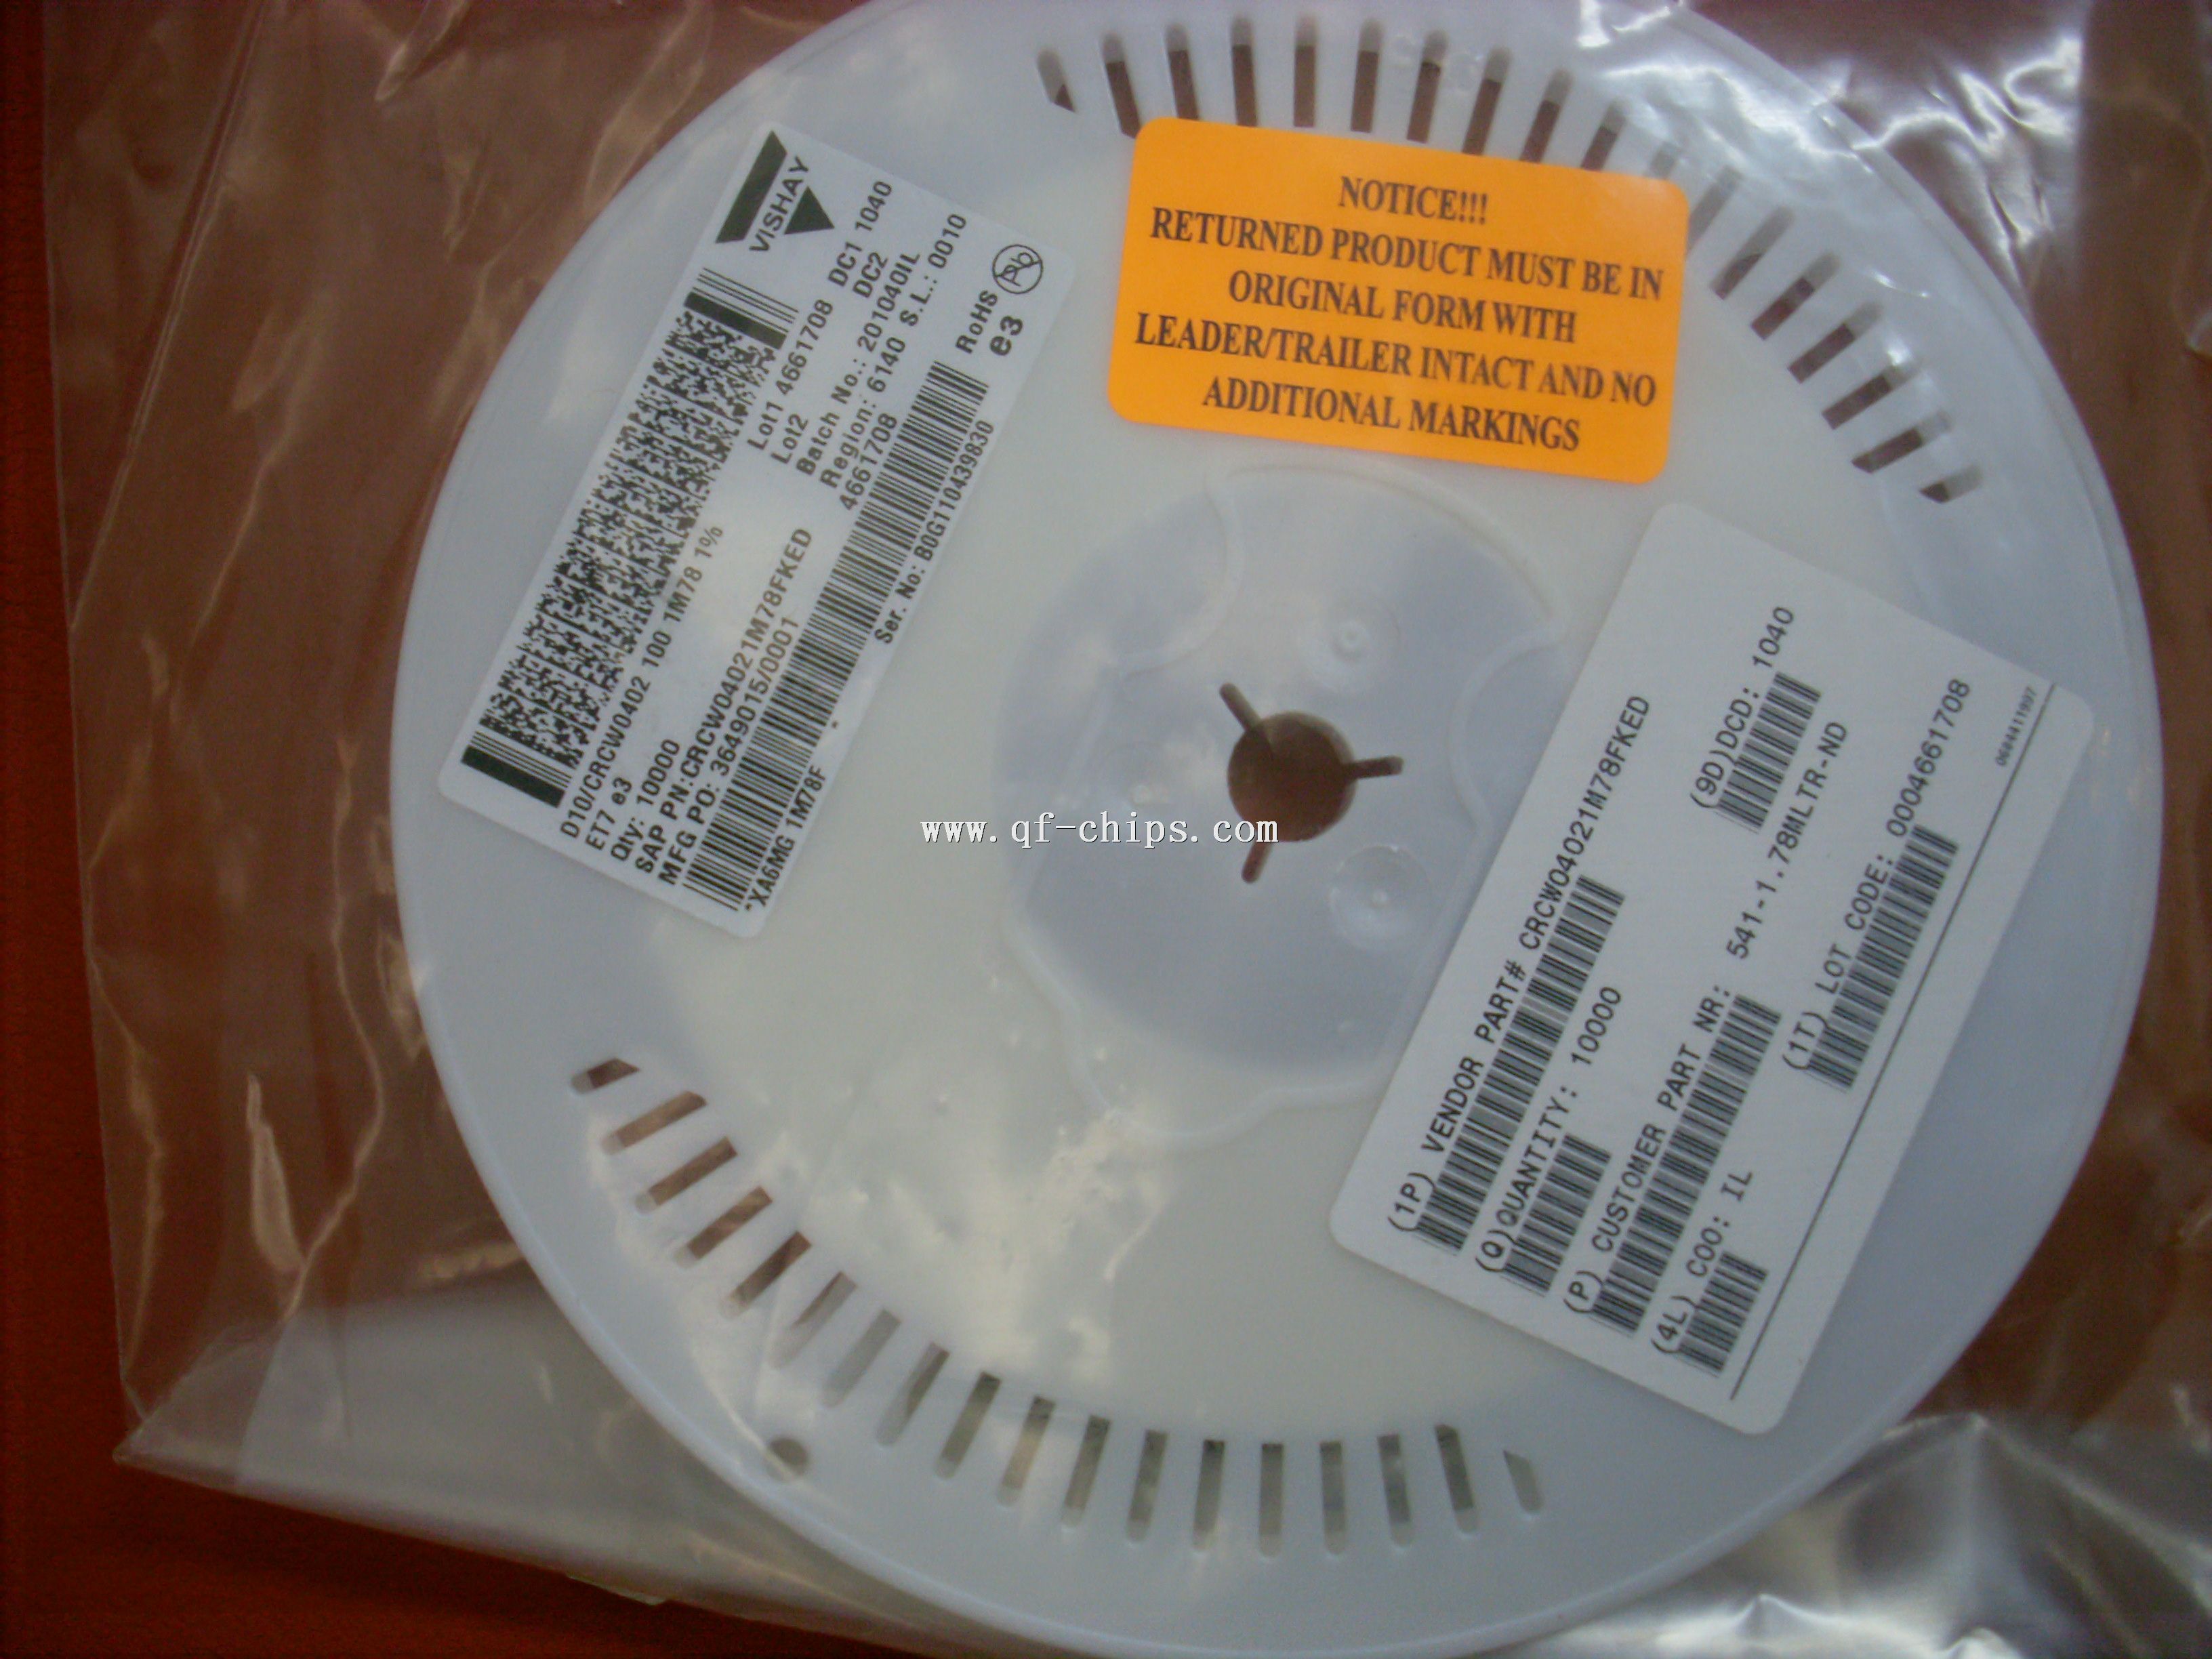 VISHAY
Lot1 4661708 DC1 1040
Lot2 DC2
Batch No.: 201040IL
Region: 6140 S.L.: 0010
4661708
D10/CRCW0402 100 1M78 1%
ET7 e3
Qty: 10000
SAP PN:CRCW04021M78FKED
MFG PO: 3649015/0001
*XA6MG 1M78F *
Ser. No: B0G110439830
RoHS
Pb
e3
NOTICE!!!
RETURNED PRODUCT MUST BE IN
ORIGINAL FORM WITH
LEADER/TRAILER INTACT AND NO
ADDITIONAL MARKINGS
www.qf-chips.com
(1P) VENDOR PART# CRCW04021M78FKED
(Q)QUANTITY: 10000
(9D)DCD: 1040
(P) CUSTOMER PART NR: 541-1.78MLTR-ND
(4L) COO: IL
(1T) LOT CODE: 0004661708